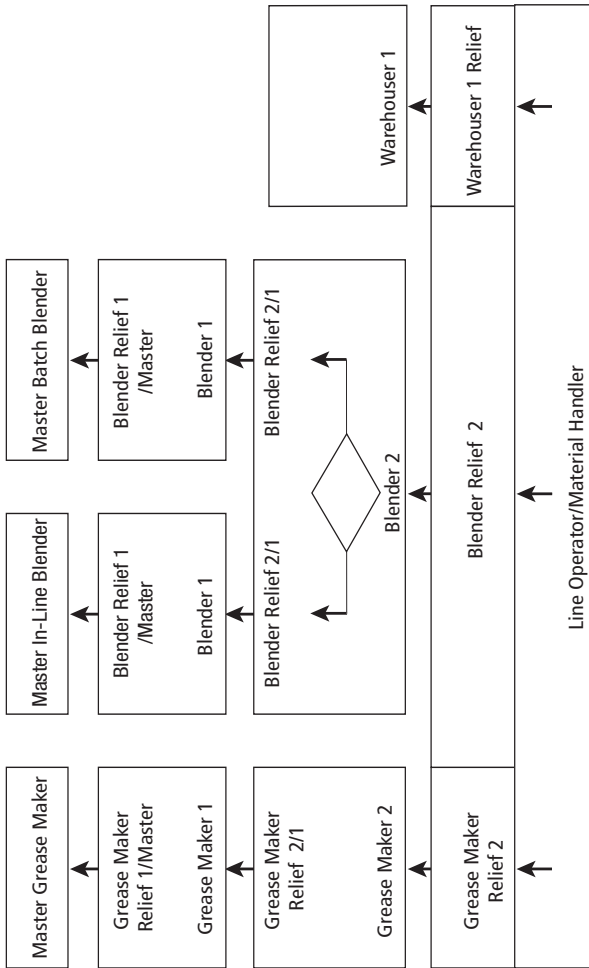 Master Grease Maker
Master In-Line Blender
Master Batch Blender
Grease Maker
Relief 1/Master
Grease Maker 1
Blender Relief 1
/Master
Blender 1
Blender Relief 1
/Master
Blender 1
Grease Maker
Relief 2/1
Grease Maker 2
Blender Relief 2/1
Blender Relief 2/1
Blender 2
Warehouser 1
Grease Maker
Relief 2
Blender Relief 2
Warehouser 1 Relief
Line Operator/Material Handler